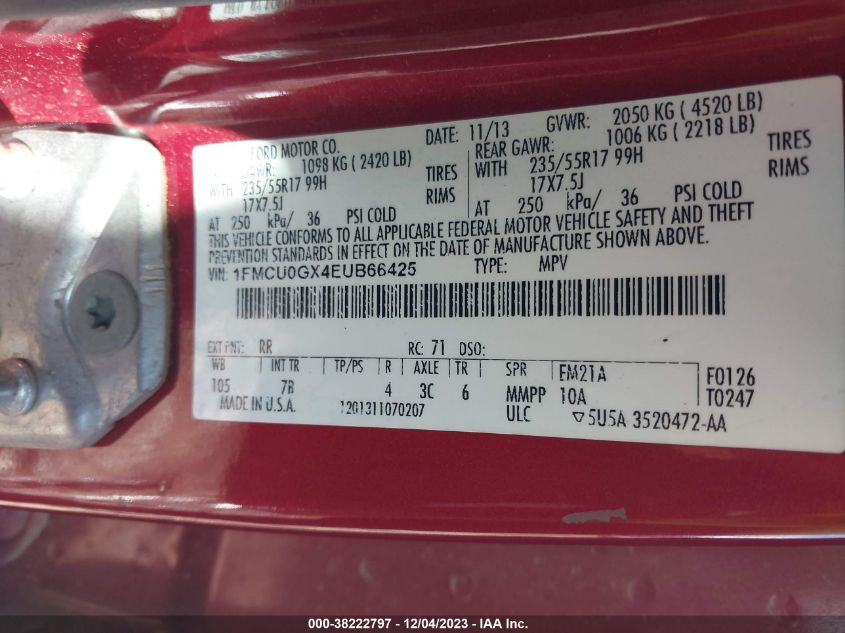 FORD MOTOR CO. DATE: 11/13 GVWR: 2050 KG ( 4520 LB)
GAWR: 1098 KG ( 2420 LB) REAR GAWR: 1006 KG ( 2218 LB)
WITH 235/55R17 99H TIRES WITH 235/55R17 99H TIRES
17X7.5J RIMS 17X7.5J RIMS
AT 250 kPa/ 36 PSI COLD AT 250 kPa/ 36 PSI COLD
THIS VEHICLE CONFORMS TO ALL APPLICABLE FEDERAL MOTOR VEHICLE SAFETY AND THEFT
PREVENTION STANDARDS IN EFFECT ON THE DATE OF MANUFACTURE SHOWN ABOVE.
VIN: 1FMCU0GX4EUB66425 TYPE: MPV
EXT PNT: RR RC: 71 DSO:
WB INT TR TP/PS R AXLE TR SPR FM21A F0126
105 7B 4 3C 6 MMPP 10A T0247
MADE IN U.S.A. 1201311070207 ULC ▽5U5A 3520472-AA
000-38222797 - 12/04/2023 - IAA Inc.